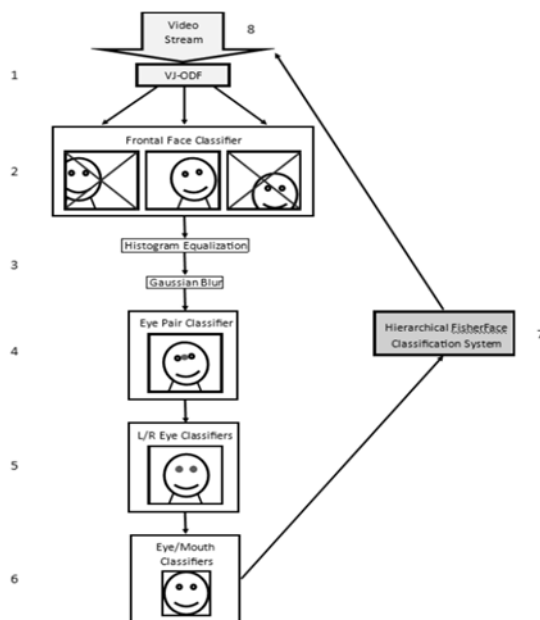 Video
Stream
8
1
VJ-ODF
Frontal Face Classifier
2
Histogram Equalization
3
Gaussian Blur
Eye Pair Classifier
4
Hierarchical FisherFace
Classification System
7
L/R Eye Classifiers
5
Eye/Mouth
Classifiers
6